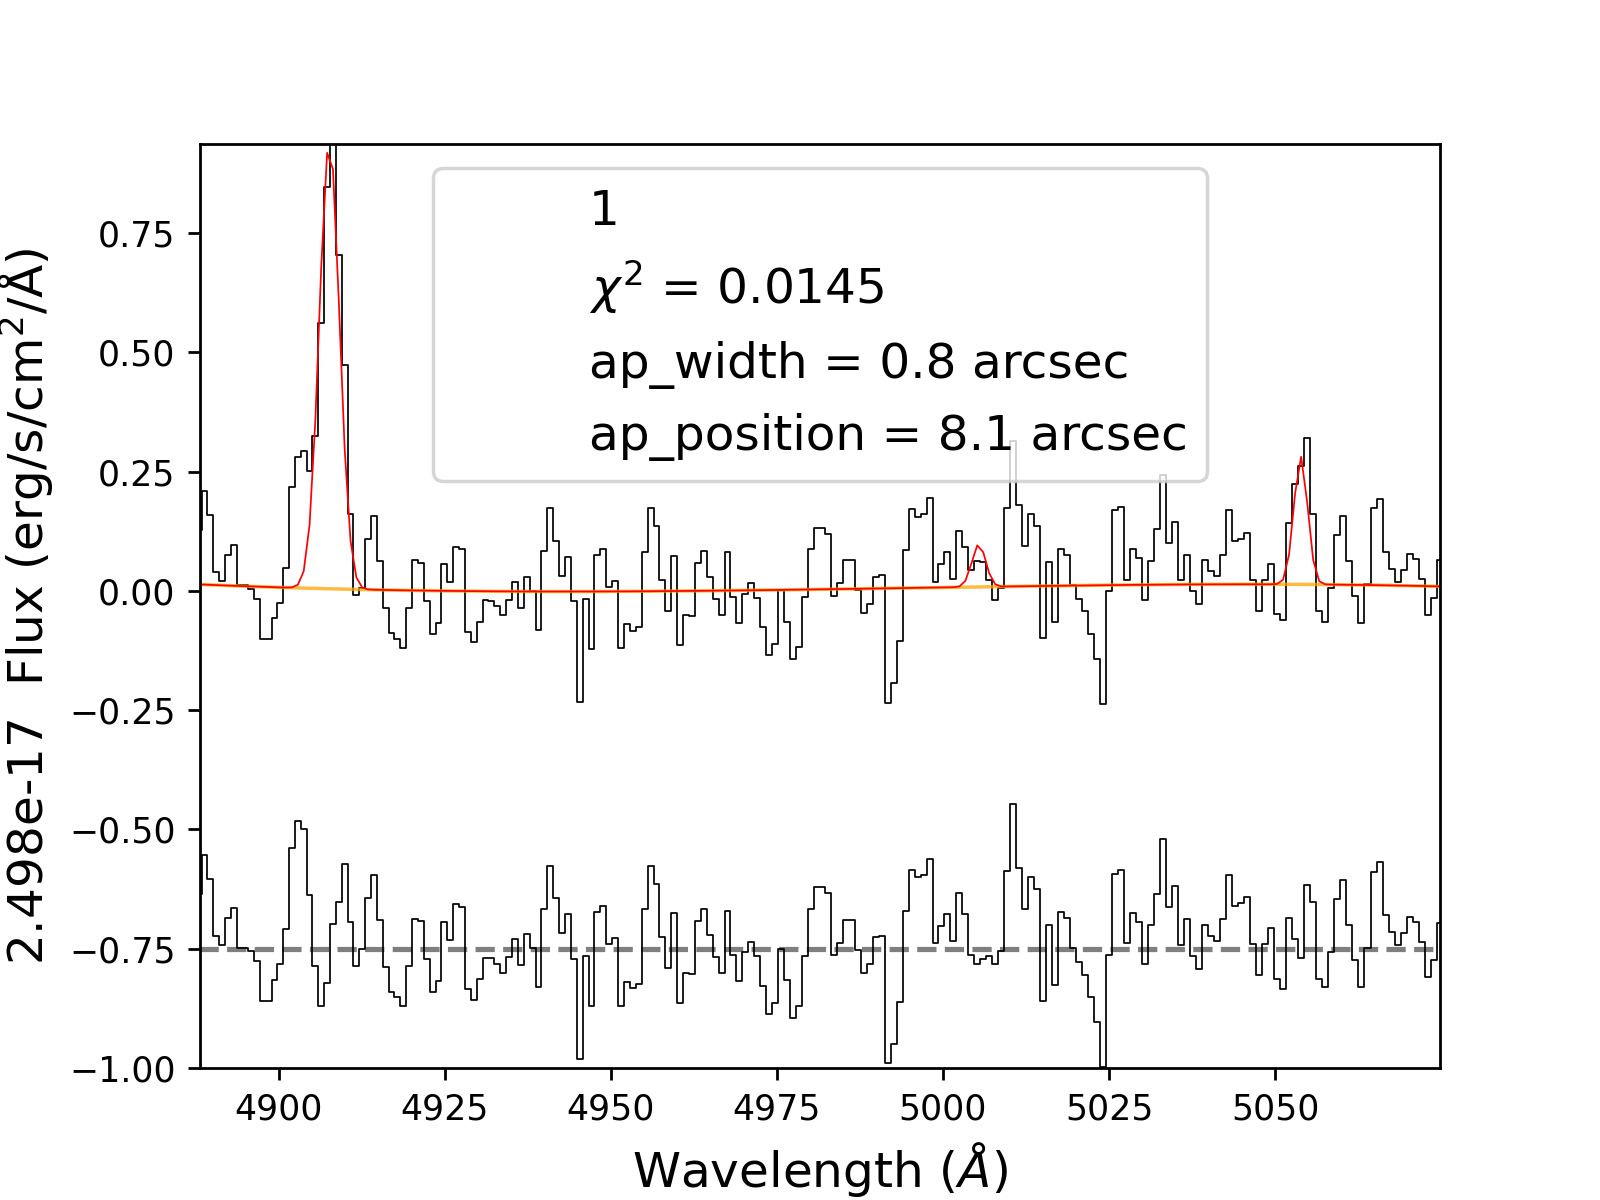 1
χ² = 0.0145
ap_width = 0.8 arcsec
ap_position = 8.1 arcsec
2.498e-17 Flux (erg/s/cm²/Å)
0.75
0.50
0.25
0.00
−0.25
−0.50
−0.75
−1.00
4900 4925 4950 4975 5000 5025 5050
Wavelength (Å)